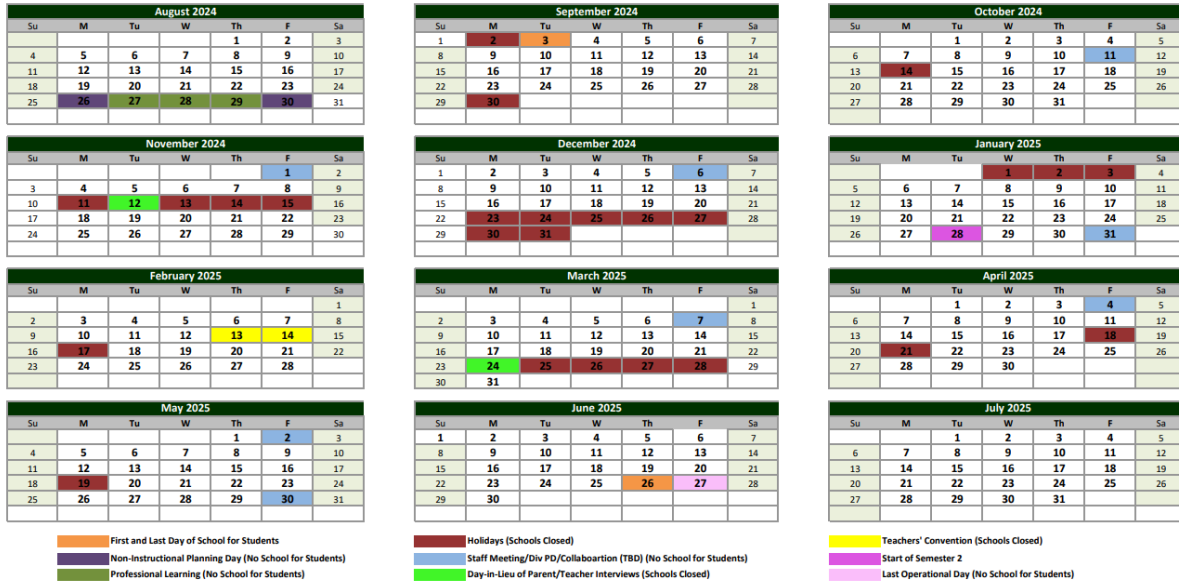 August 2024
Su M Tu W Th F Sa
1 2 3
4 5 6 7 8 9 10
11 12 13 14 15 16 17
18 19 20 21 22 23 24
25 26 27 28 29 30 31
September 2024
Su M Tu W Th F Sa
1 2 3 4 5 6 7
8 9 10 11 12 13 14
15 16 17 18 19 20 21
22 23 24 25 26 27 28
29 30
October 2024
Su M Tu W Th F Sa
1 2 3 4 5
6 7 8 9 10 11 12
13 14 15 16 17 18 19
20 21 22 23 24 25 26
27 28 29 30 31
November 2024
Su M Tu W Th F Sa
1 2
3 4 5 6 7 8 9
10 11 12 13 14 15 16
17 18 19 20 21 22 23
24 25 26 27 28 29 30
December 2024
Su M Tu W Th F Sa
1 2 3 4 5 6 7
8 9 10 11 12 13 14
15 16 17 18 19 20 21
22 23 24 25 26 27 28
29 30 31
January 2025
Su M Tu W Th F Sa
1 2 3 4
5 6 7 8 9 10 11
12 13 14 15 16 17 18
19 20 21 22 23 24 25
26 27 28 29 30 31
February 2025
Su M Tu W Th F Sa
1
2 3 4 5 6 7 8
9 10 11 12 13 14 15
16 17 18 19 20 21 22
23 24 25 26 27 28
March 2025
Su M Tu W Th F Sa
1
2 3 4 5 6 7 8
9 10 11 12 13 14 15
16 17 18 19 20 21 22
23 24 25 26 27 28 29
30 31
April 2025
Su M Tu W Th F Sa
1 2 3 4 5
6 7 8 9 10 11 12
13 14 15 16 17 18 19
20 21 22 23 24 25 26
27 28 29 30
May 2025
Su M Tu W Th F Sa
1 2 3
4 5 6 7 8 9 10
11 12 13 14 15 16 17
18 19 20 21 22 23 24
25 26 27 28 29 30 31
June 2025
Su M Tu W Th F Sa
1 2 3 4 5 6 7
8 9 10 11 12 13 14
15 16 17 18 19 20 21
22 23 24 25 26 27 28
29 30
July 2025
Su M Tu W Th F Sa
1 2 3 4 5
6 7 8 9 10 11 12
13 14 15 16 17 18 19
20 21 22 23 24 25 26
27 28 29 30 31
First and Last Day of School for Students
Non-Instructional Planning Day (No School for Students)
Professional Learning (No School for Students)
Holidays (Schools Closed)
Staff Meeting/Div PD/Collaboartion (TBD) (No School for Students)
Day-in-Lieu of Parent/Teacher Interviews (Schools Closed)
Teachers' Convention (Schools Closed)
Start of Semester 2
Last Operational Day (No School for Students)